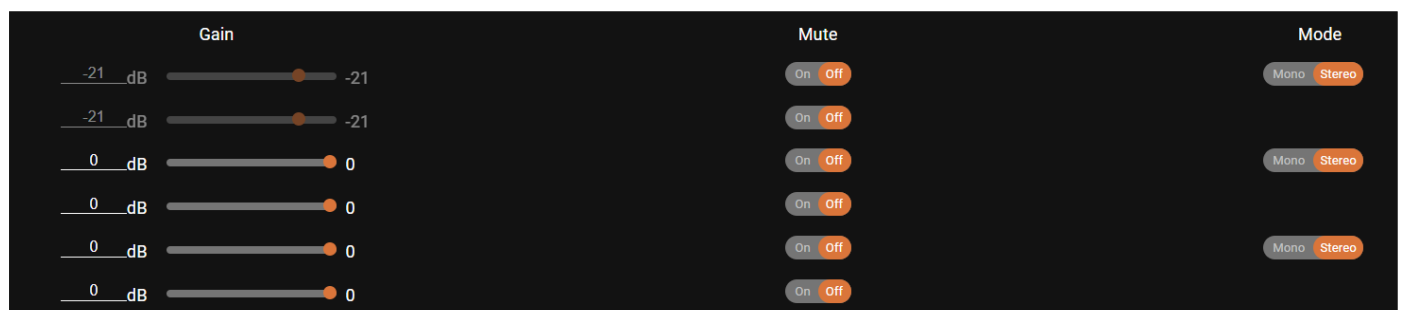 Gain Mute Mode
-21 dB -21 On Off Mono Stereo
-21 dB -21 On Off
0 dB 0 On Off Mono Stereo
0 dB 0 On Off
0 dB 0 On Off Mono Stereo
0 dB 0 On Off